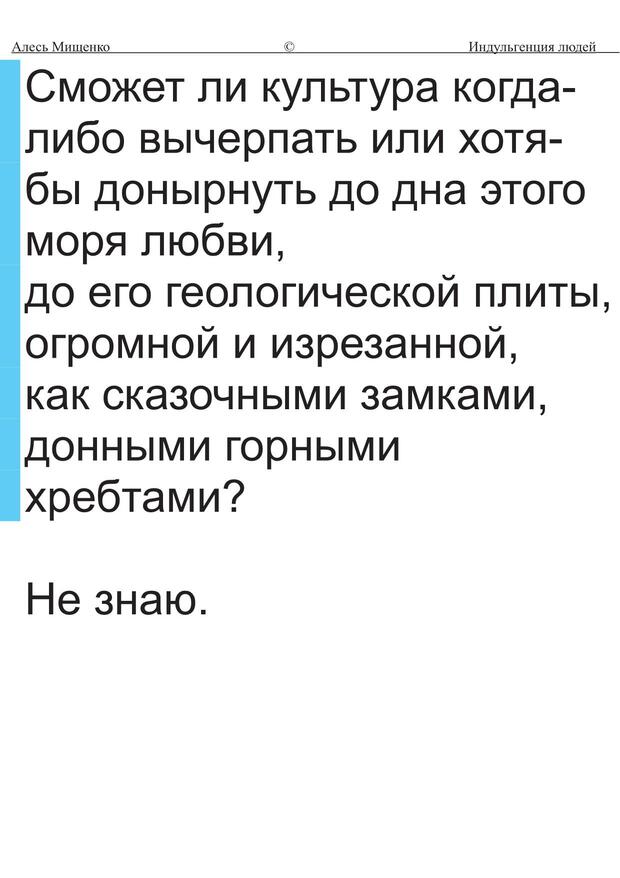 Алесь Мищенко © Индульгенция людей
Сможет ли культура когда-
либо вычерпать или хотя-
бы донырнуть до дна этого
моря любви,
до его геологической плиты,
огромной и изрезанной,
как сказочными замками,
донными горными
хребтами?
Не знаю.